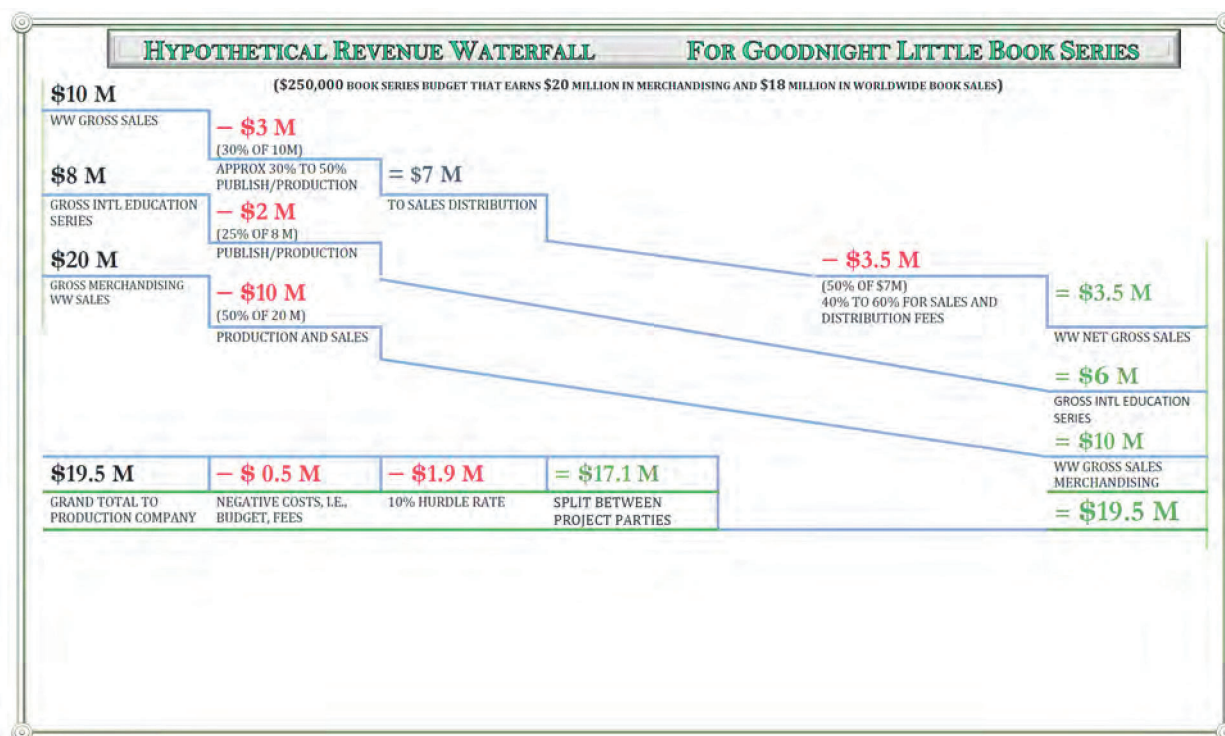 HYPOTHETICAL REVENUE WATERFALL FOR GOODNIGHT LITTLE BOOK SERIES
($250,000 BOOK SERIES BUDGET THAT EARNS $20 MILLION IN MERCHANDISING AND $18 MILLION IN WORLDWIDE BOOK SALES)
$10 M
WW GROSS SALES
– $3 M
(30% OF 10M)
APPROX 30% TO 50%
PUBLISH/PRODUCTION
= $7 M
TO SALES DISTRIBUTION
$8 M
GROSS INTL EDUCATION
SERIES
– $2 M
(25% OF 8 M)
PUBLISH/PRODUCTION
$20 M
GROSS MERCHANDISING
WW SALES
– $10 M
(50% OF 20 M)
PRODUCTION AND SALES
– $3.5 M
(50% OF $7M)
40% TO 60% FOR SALES AND
DISTRIBUTION FEES
= $3.5 M
WW NET GROSS SALES
= $6 M
GROSS INTL EDUCATION
SERIES
= $10 M
WW GROSS SALES
MERCHANDISING
= $19.5 M
$19.5 M
GRAND TOTAL TO
PRODUCTION COMPANY
– $ 0.5 M
NEGATIVE COSTS, I.E.,
BUDGET, FEES
– $1.9 M
10% HURDLE RATE
= $17.1 M
SPLIT BETWEEN
PROJECT PARTIES